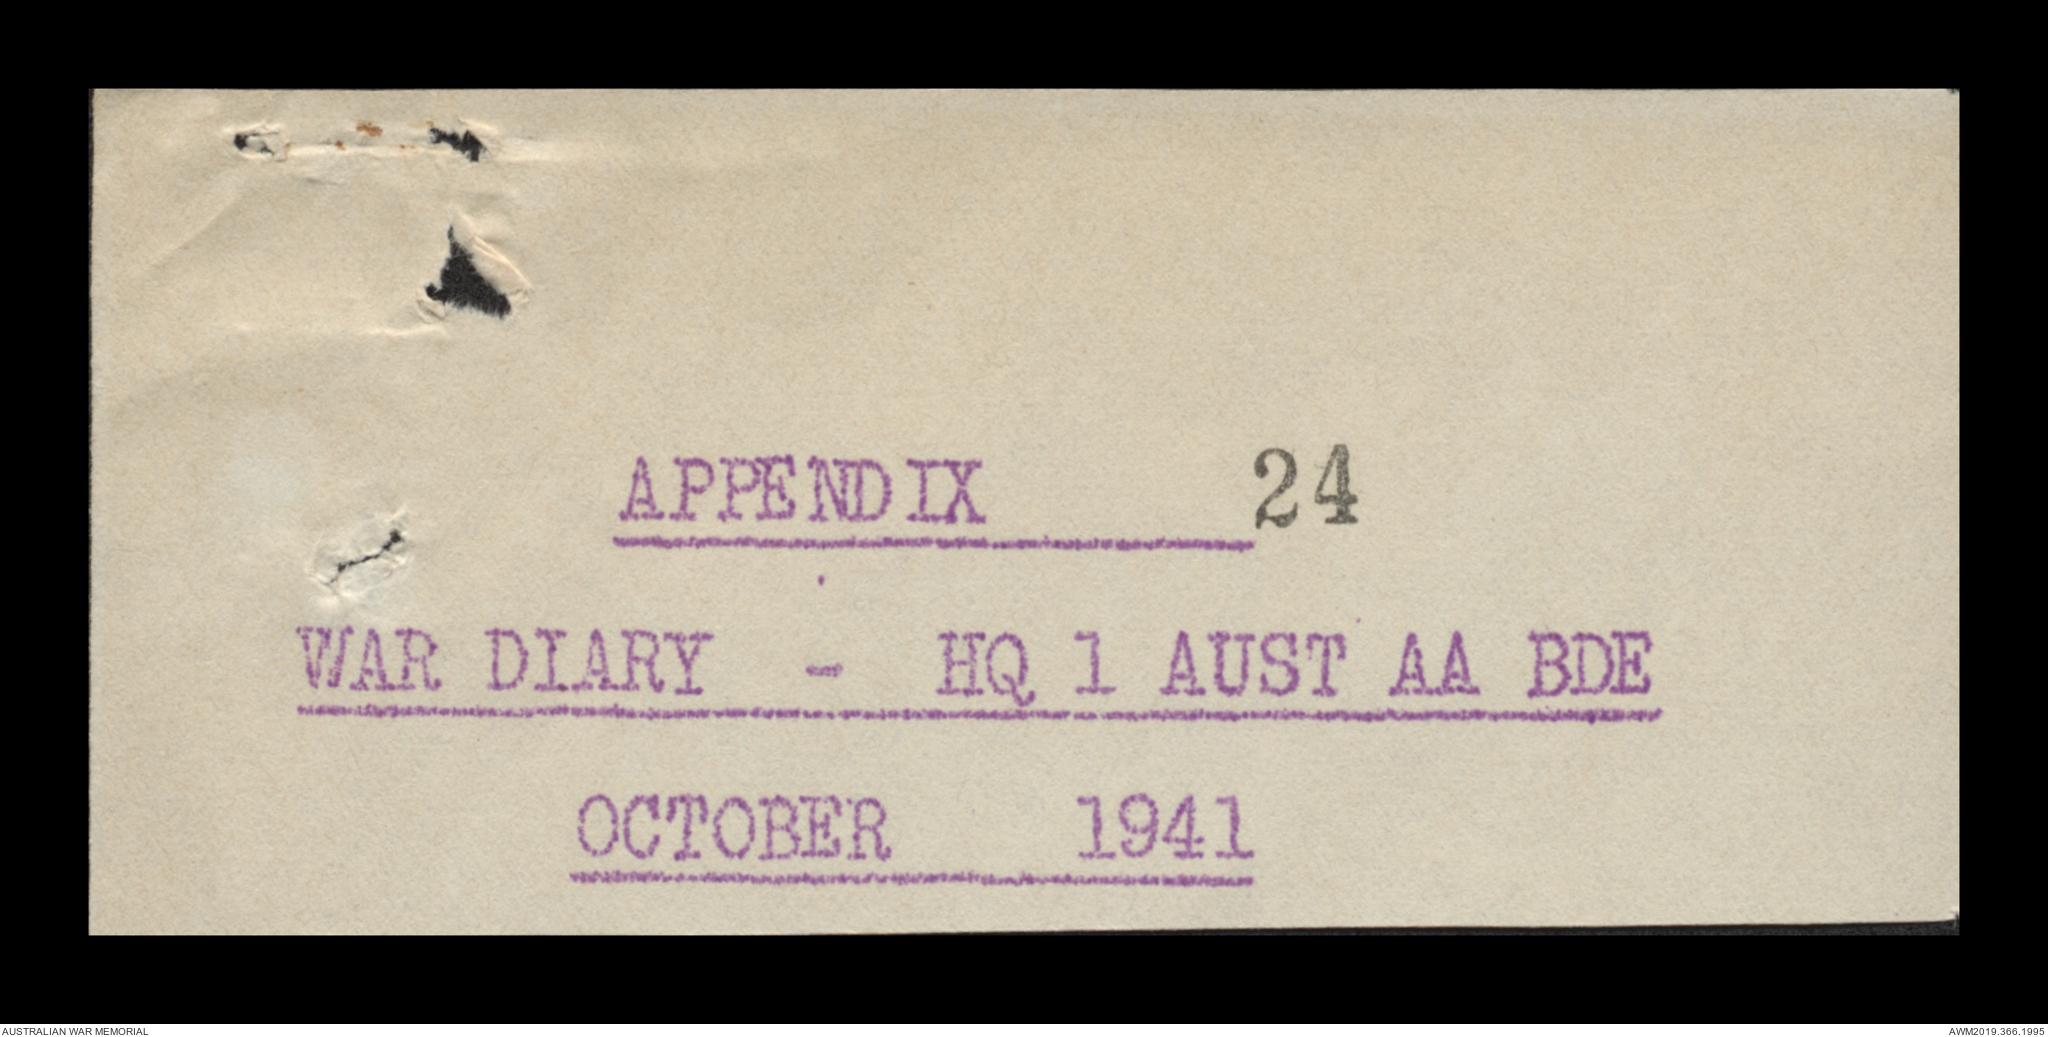 APPENDIX 24
WAR DIARY - HQ 1 AUST AA BDE
OCTOBER 1941
AUSTRALIAN WAR MEMORIAL
AWM2019.366.1995